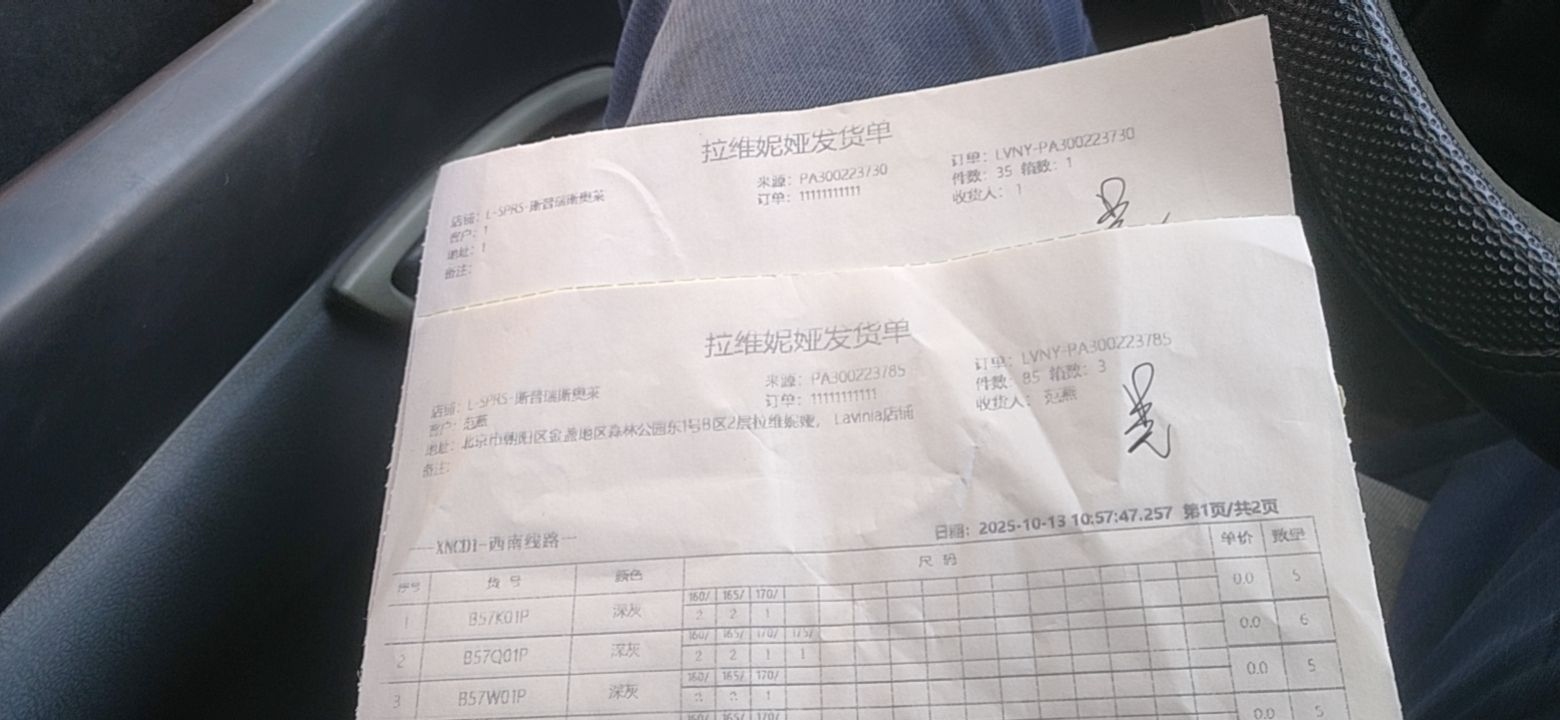 拉维妮娅发货单
店铺：L-SPRS-斯普瑞斯奥莱 来源：PA300223730 订单：LVNY-PA300223730
客户：1 订单：11111111111 件数：35 箱数：1
地址：1 收货人：1
备注：
拉维妮娅发货单
店铺：L-SPRS-斯普瑞斯奥莱 来源：PA300223785 订单：LVNY-PA300223785
客户：范燕 订单：11111111111 件数：85 箱数：3
地址：北京市朝阳区金盏地区森林公园东1号B区2层拉维妮娅，Lavinia店铺 收货人：范燕
备注：
XNCD1-西南线路 日期：2025-10-13 10:57:47.257 第1页/共2页
序号 货号 颜色 尺码 单价 数量
160/ 165/ 170/
1 B57K01P 深灰 2 2 1 0.0 5
160/ 165/ 170/ 175/
2 B57Q01P 深灰 2 2 1 1 0.0 6
160/ 165/ 170/
3 B57W01P 深灰 2 2 1 0.0 5
160/ 165/ 170/ 0.0 5